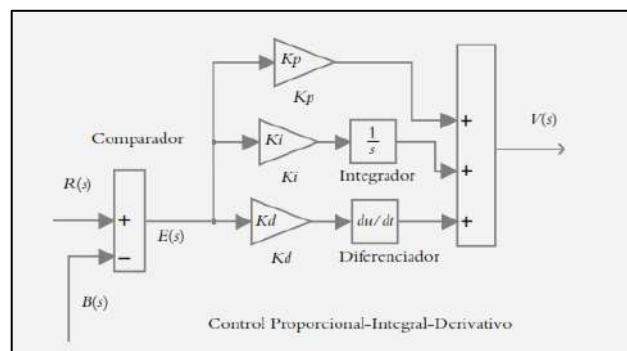 Kp
Kp
+
V(s)
Comparador
Ki
1/s
+
Ki
Integrador
R(s)
+
E(s)
Kd
du/dt
+
−
Kd
Diferenciador
B(s)
Control Proporcional-Integral-Derivativo